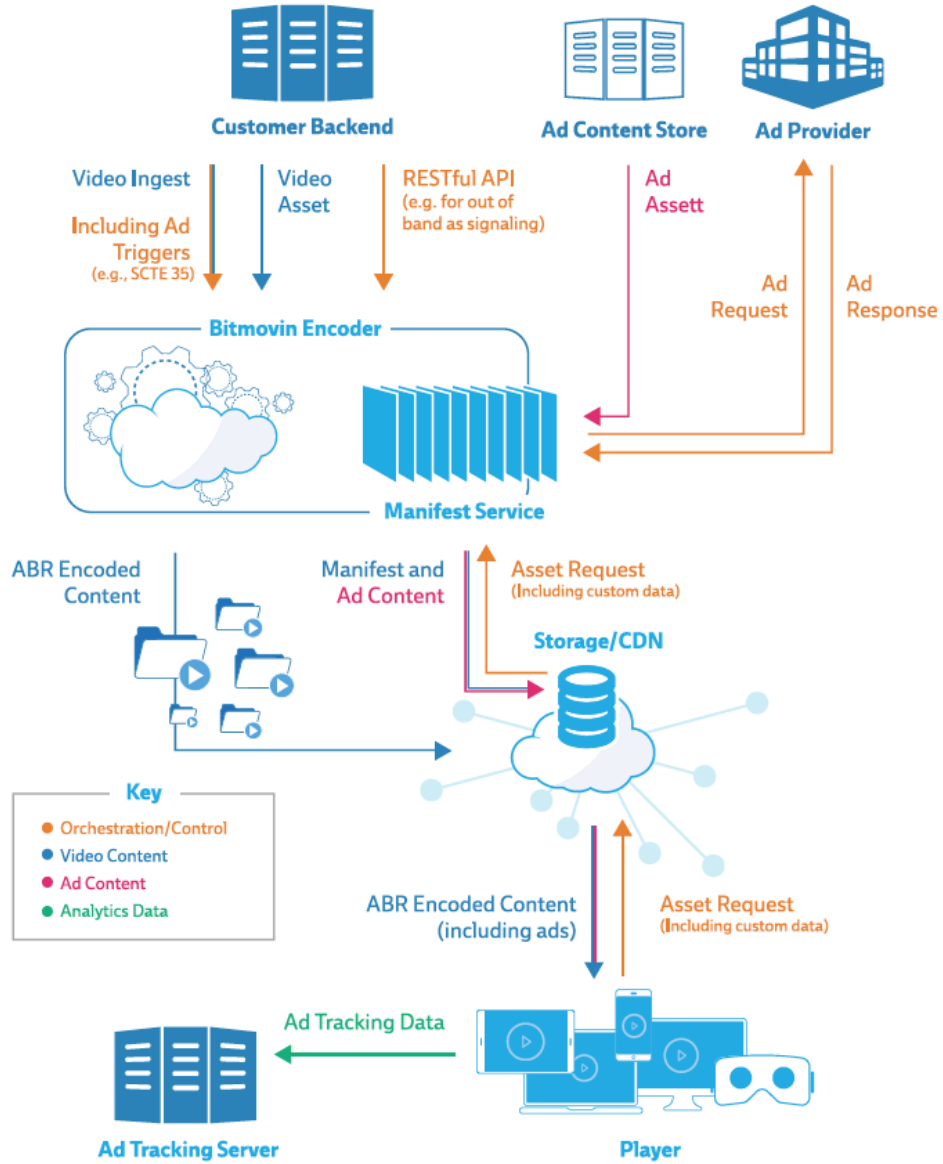 Customer Backend
Ad Content Store
Ad Provider
Video Ingest
Including Ad
Triggers
(e.g., SCTE 35)
Video
Asset
RESTful API
(e.g. for out of
band as signaling)
Ad
Assett
Ad
Request
Ad
Response
Bitmovin Encoder
Manifest Service
ABR Encoded
Content
Manifest and
Ad Content
Asset Request
(Including custom data)
Storage/CDN
Key
Orchestration/Control
Video Content
Ad Content
Analytics Data
ABR Encoded Content
(including ads)
Asset Request
(Including custom data)
Ad Tracking Data
Ad Tracking Server
Player